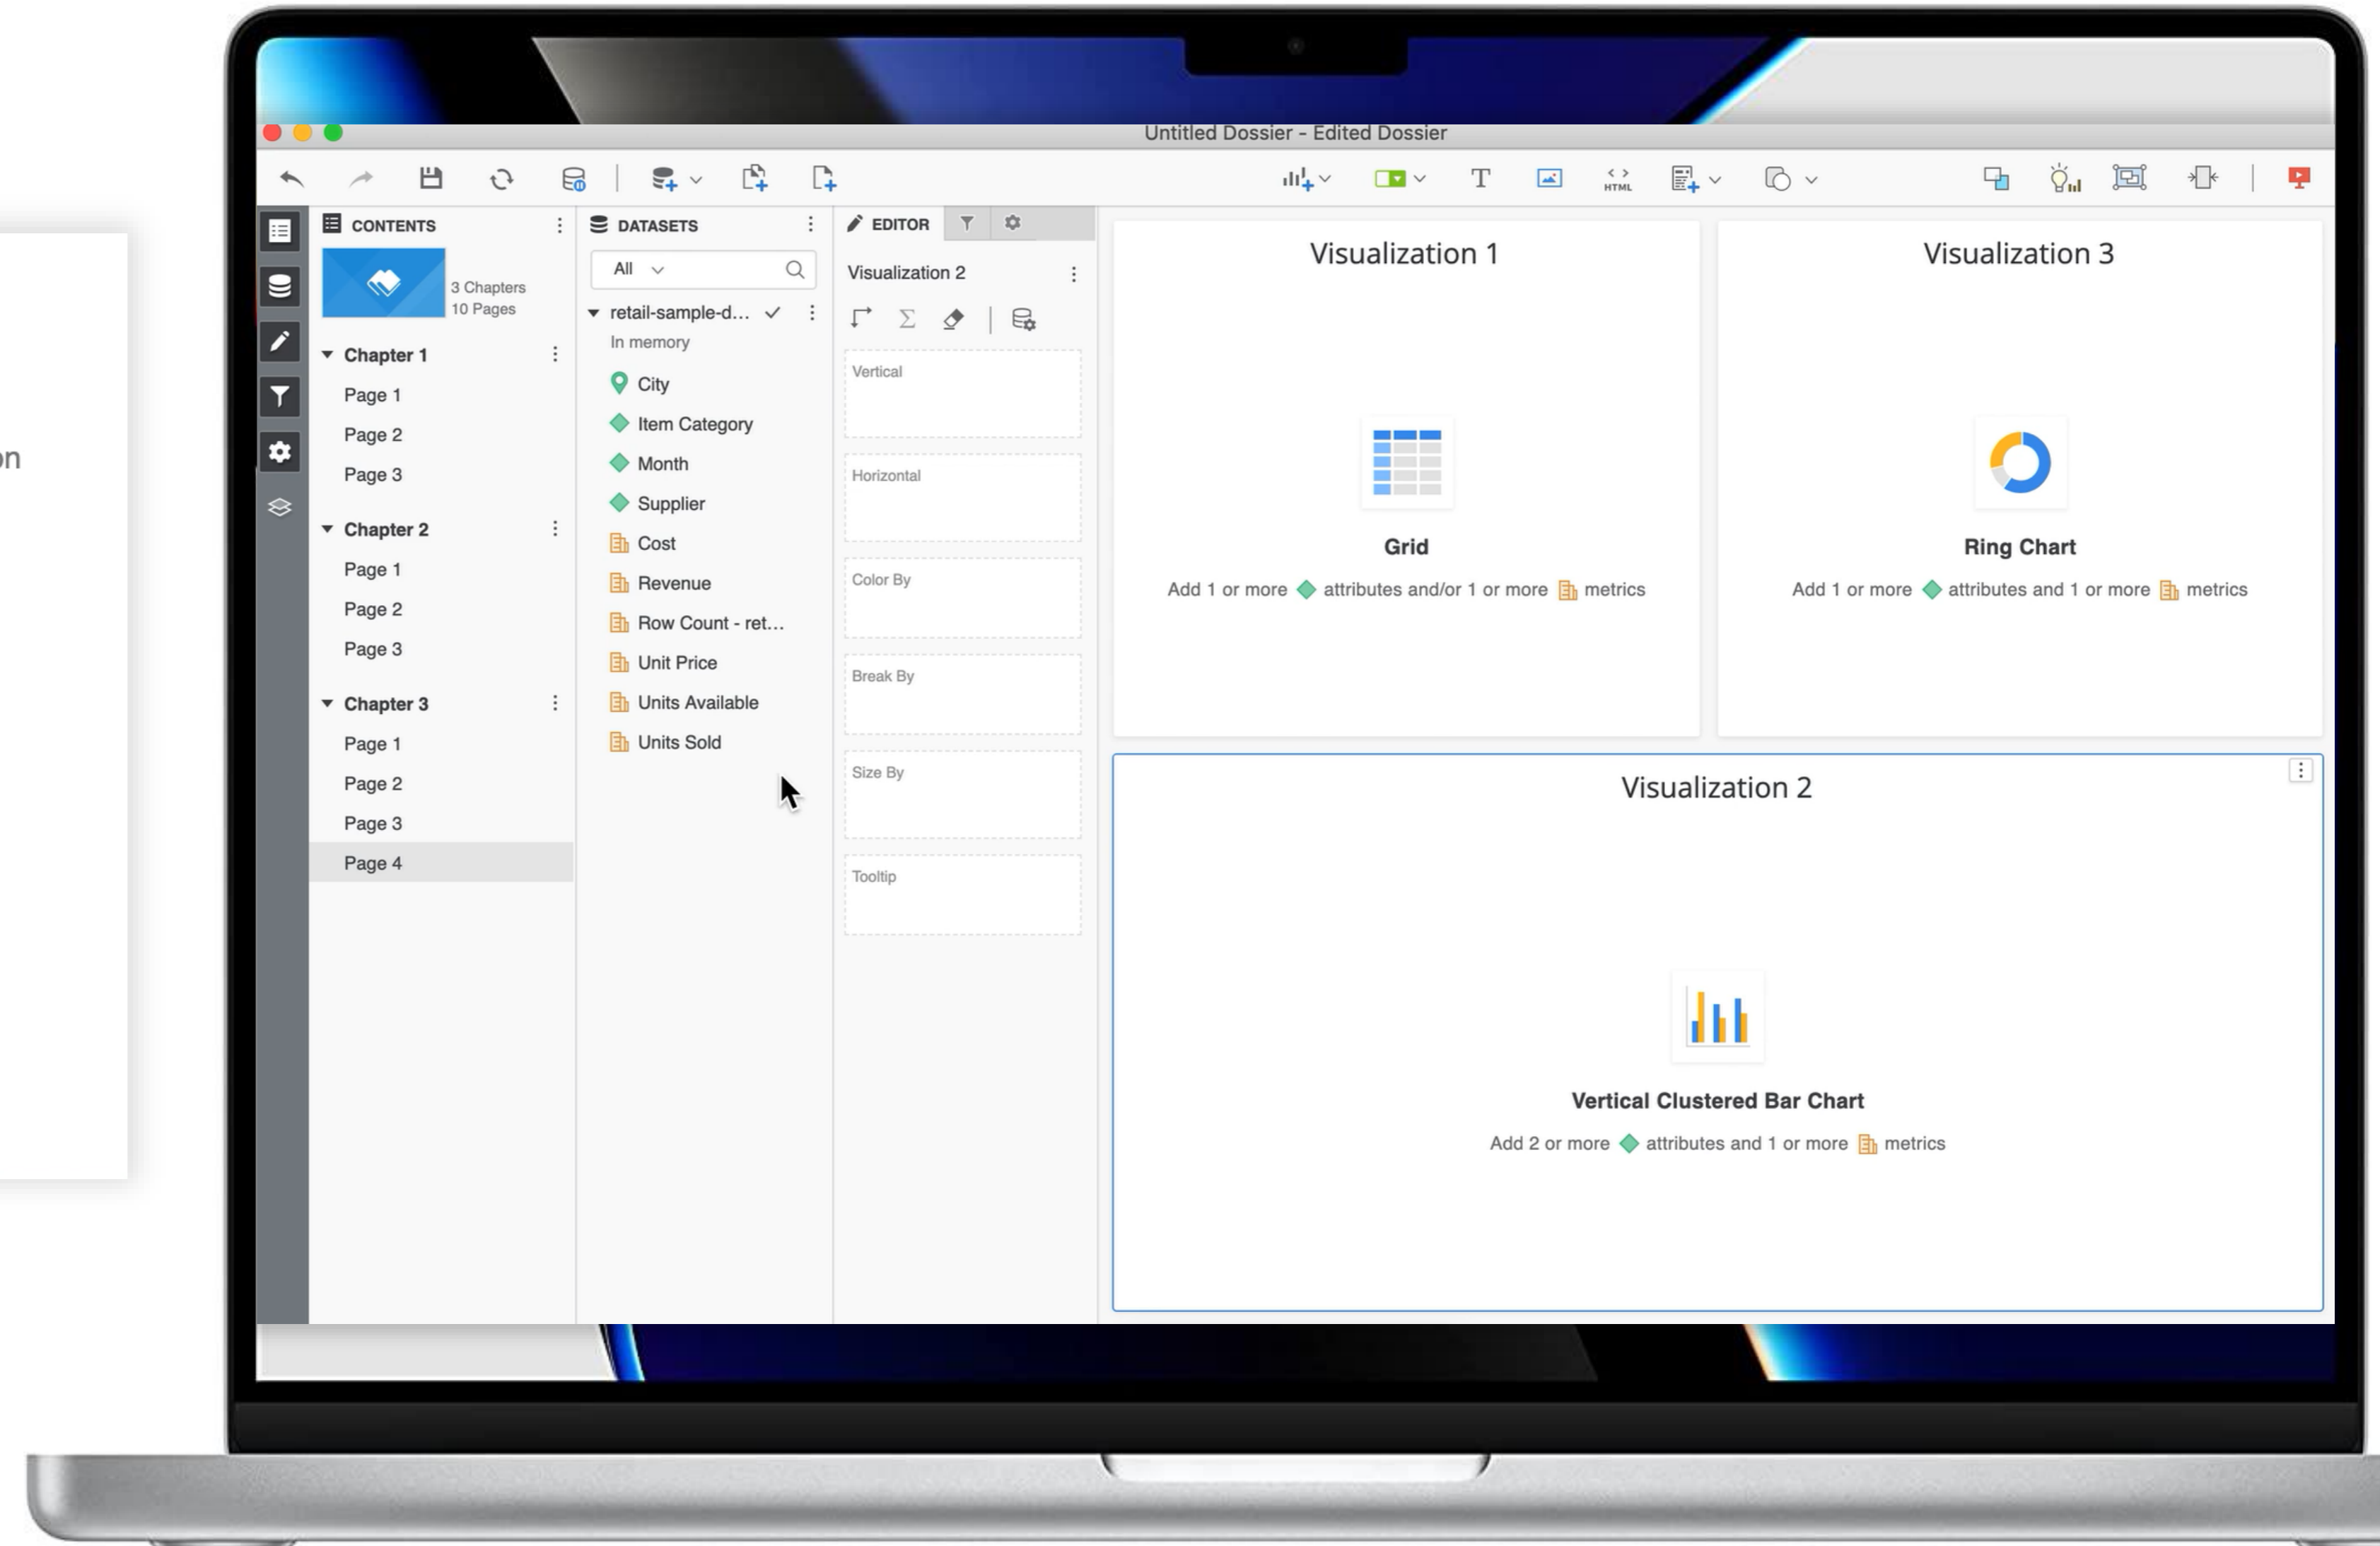 Untitled Dossier - Edited Dossier
HTML
CONTENTS
3 Chapters
10 Pages
Chapter 1
Page 1
Page 2
Page 3
Chapter 2
Page 1
Page 2
Page 3
Chapter 3
Page 1
Page 2
Page 3
Page 4
DATASETS
All
retail-sample-d...
In memory
City
Item Category
Month
Supplier
Cost
Revenue
Row Count - ret...
Unit Price
Units Available
Units Sold
EDITOR
Visualization 2
Vertical
Horizontal
Color By
Break By
Size By
Tooltip
Visualization 1
Grid
Add 1 or more attributes and/or 1 or more metrics
Visualization 3
Ring Chart
Add 1 or more attributes and 1 or more metrics
Visualization 2
Vertical Clustered Bar Chart
Add 2 or more attributes and 1 or more metrics